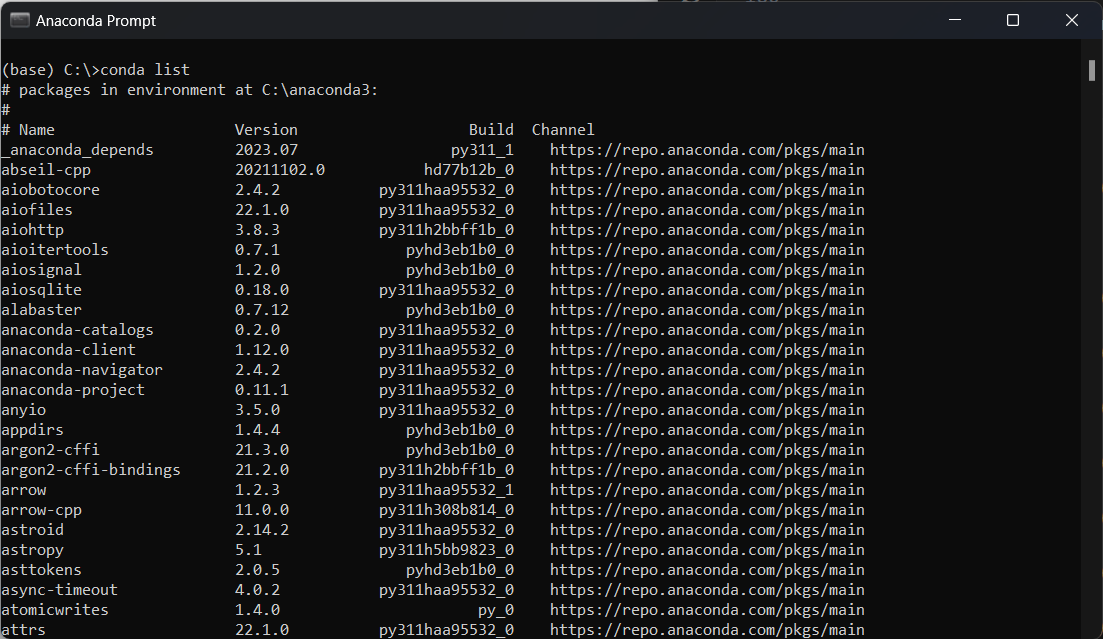 Anaconda Prompt
(base) C:\>conda list
# packages in environment at C:\anaconda3:
#
# Name                    Version                   Build  Channel
_anaconda_depends         2023.07                 py311_1    https://repo.anaconda.com/pkgs/main
abseil-cpp                20211102.0           hd77b12b_0    https://repo.anaconda.com/pkgs/main
aiobotocore               2.4.2           py311haa95532_0    https://repo.anaconda.com/pkgs/main
aiofiles                  22.1.0          py311haa95532_0    https://repo.anaconda.com/pkgs/main
aiohttp                   3.8.3           py311h2bbff1b_0    https://repo.anaconda.com/pkgs/main
aioitertools              0.7.1              pyhd3eb1b0_0    https://repo.anaconda.com/pkgs/main
aiosignal                 1.2.0              pyhd3eb1b0_0    https://repo.anaconda.com/pkgs/main
aiosqlite                 0.18.0          py311haa95532_0    https://repo.anaconda.com/pkgs/main
alabaster                 0.7.12             pyhd3eb1b0_0    https://repo.anaconda.com/pkgs/main
anaconda-catalogs         0.2.0           py311haa95532_0    https://repo.anaconda.com/pkgs/main
anaconda-client           1.12.0          py311haa95532_0    https://repo.anaconda.com/pkgs/main
anaconda-navigator        2.4.2           py311haa95532_0    https://repo.anaconda.com/pkgs/main
anaconda-project          0.11.1          py311haa95532_0    https://repo.anaconda.com/pkgs/main
anyio                     3.5.0           py311haa95532_0    https://repo.anaconda.com/pkgs/main
appdirs                   1.4.4              pyhd3eb1b0_0    https://repo.anaconda.com/pkgs/main
argon2-cffi               21.3.0             pyhd3eb1b0_0    https://repo.anaconda.com/pkgs/main
argon2-cffi-bindings      21.2.0          py311h2bbff1b_0    https://repo.anaconda.com/pkgs/main
arrow                     1.2.3           py311haa95532_1    https://repo.anaconda.com/pkgs/main
arrow-cpp                 11.0.0          py311h308b814_0    https://repo.anaconda.com/pkgs/main
astroid                   2.14.2          py311haa95532_0    https://repo.anaconda.com/pkgs/main
astropy                   5.1             py311h5bb9823_0    https://repo.anaconda.com/pkgs/main
asttokens                 2.0.5              pyhd3eb1b0_0    https://repo.anaconda.com/pkgs/main
async-timeout             4.0.2           py311haa95532_0    https://repo.anaconda.com/pkgs/main
atomicwrites              1.4.0                      py_0    https://repo.anaconda.com/pkgs/main
attrs                     22.1.0          py311haa95532_0    https://repo.anaconda.com/pkgs/main